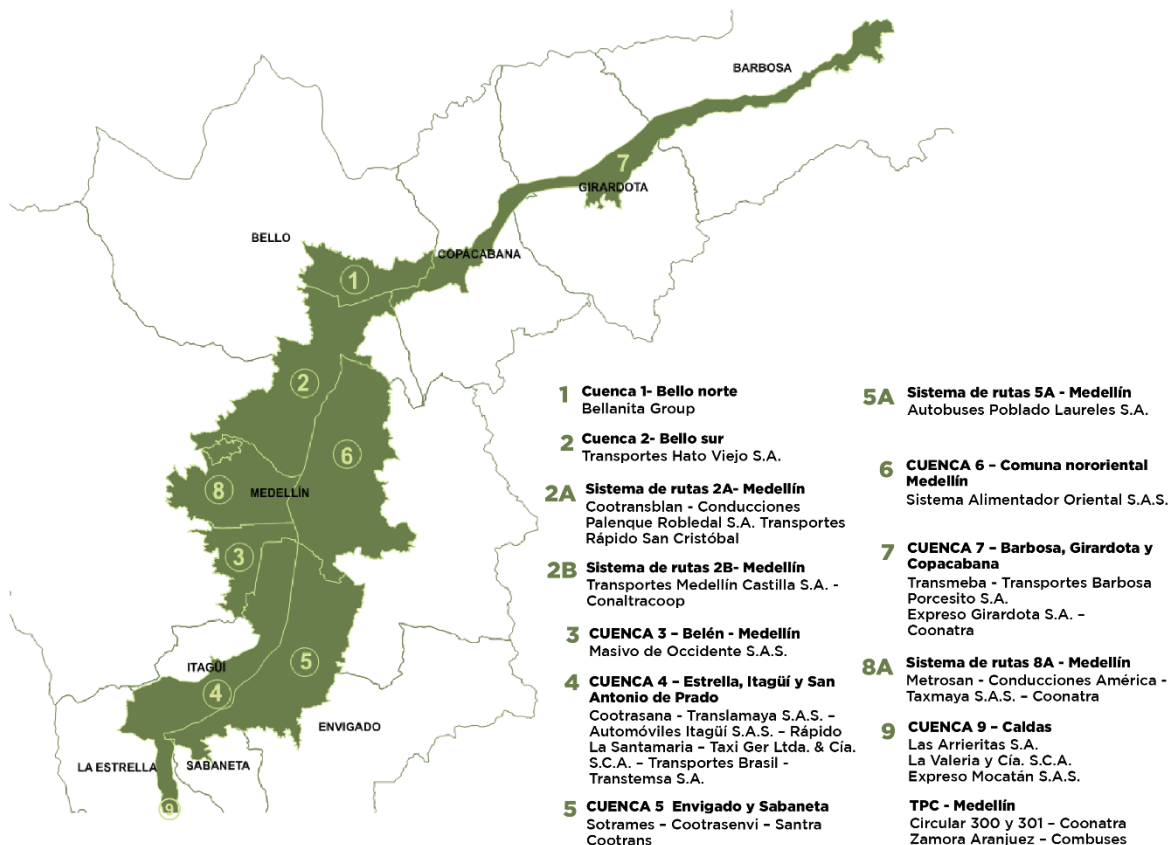 BARBOSA
7
GIRARDOTA
BELLO
COPACABANA
1
2
6
8
MEDELLÍN
3
ITAGÜÍ
5
4
ENVIGADO
LA ESTRELLA
SABANETA
9
1
Cuenca 1- Bello norte
Bellanita Group
2
Cuenca 2- Bello sur
Transportes Hato Viejo S.A.
2A
Sistema de rutas 2A- Medellín
Cootransblan - Conducciones
Palenque Robledal S.A. Transportes
Rápido San Cristóbal
2B
Sistema de rutas 2B- Medellín
Transportes Medellín Castilla S.A. -
Conaltracoop
3
CUENCA 3 – Belén - Medellín
Masivo de Occidente S.A.S.
4
CUENCA 4 – Estrella, Itagüí y San
Antonio de Prado
Cootrasana - Translamaya S.A.S. –
Automóviles Itagüí S.A.S. – Rápido
La Santamaria – Taxi Ger Ltda. & Cía.
S.C.A. – Transportes Brasil -
Transtemsa S.A.
5
CUENCA 5 Envigado y Sabaneta
Sotrames – Cootrasenvi – Santra
Cootrans
5A
Sistema de rutas 5A - Medellín
Autobuses Poblado Laureles S.A.
6
CUENCA 6 – Comuna nororiental
Medellín
Sistema Alimentador Oriental S.A.S.
7
CUENCA 7 – Barbosa, Girardota y
Copacabana
Transmeba - Transportes Barbosa
Porcesito S.A.
Expreso Girardota S.A. –
Coonatra
8A
Sistema de rutas 8A - Medellín
Metrosan - Conducciones América -
Taxmaya S.A.S. – Coonatra
9
CUENCA 9 – Caldas
Las Arrieritas S.A.
La Valeria y Cía. S.C.A.
Expreso Mocatán S.A.S.
TPC - Medellín
Circular 300 y 301 – Coonatra
Zamora Aranjuez – Combuses